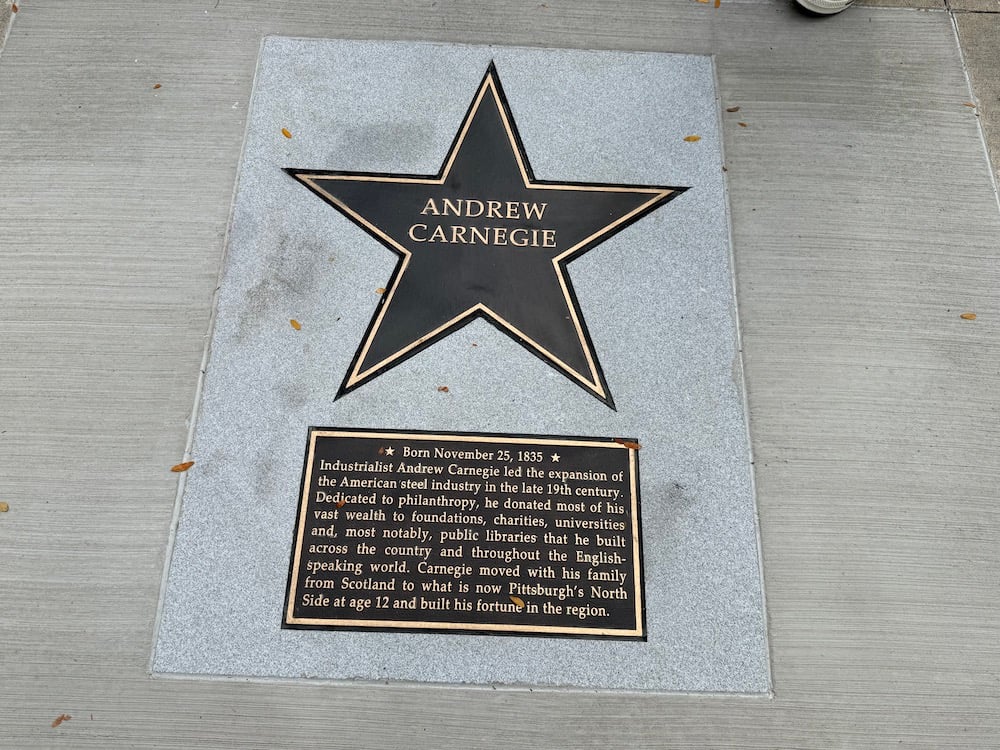 ANDREW
CARNEGIE
★ Born November 25, 1835 ★
Industrialist Andrew Carnegie led the expansion of
the American steel industry in the late 19th century.
Dedicated to philanthropy, he donated most of his
vast wealth to foundations, charities, universities
and, most notably, public libraries that he built
across the country and throughout the English-
speaking world. Carnegie moved with his family
from Scotland to what is now Pittsburgh's North
Side at age 12 and built his fortune in the region.